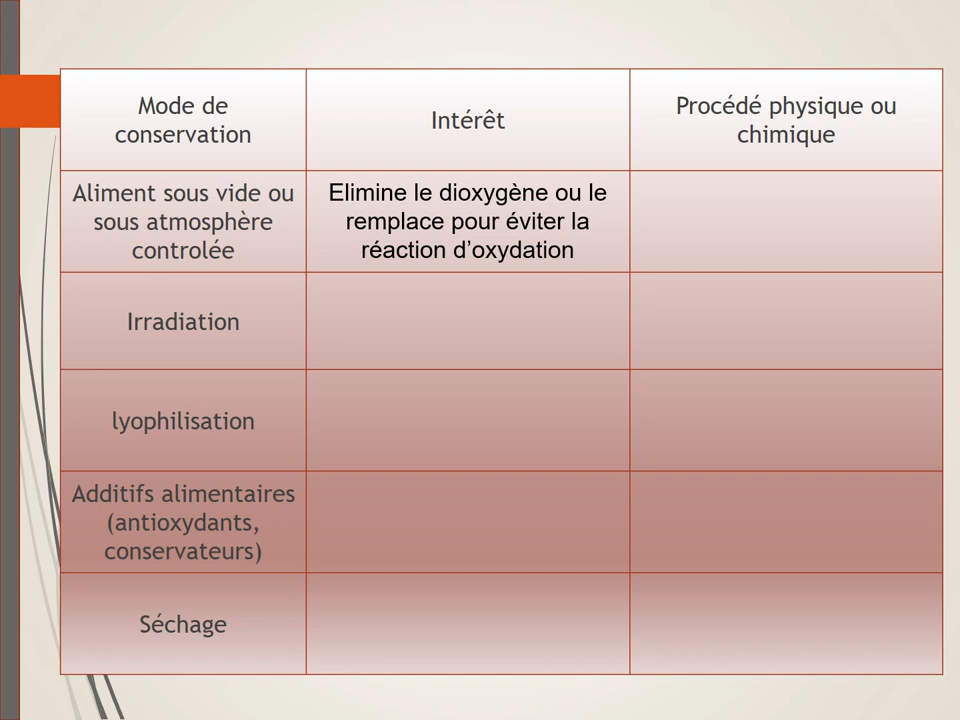 Mode de
conservation
Intérêt
Procédé physique ou
chimique
Aliment sous vide ou
sous atmosphère
controlée
Elimine le dioxygène ou le
remplace pour éviter la
réaction d’oxydation
Irradiation
lyophilisation
Additifs alimentaires
(antioxydants,
conservateurs)
Séchage